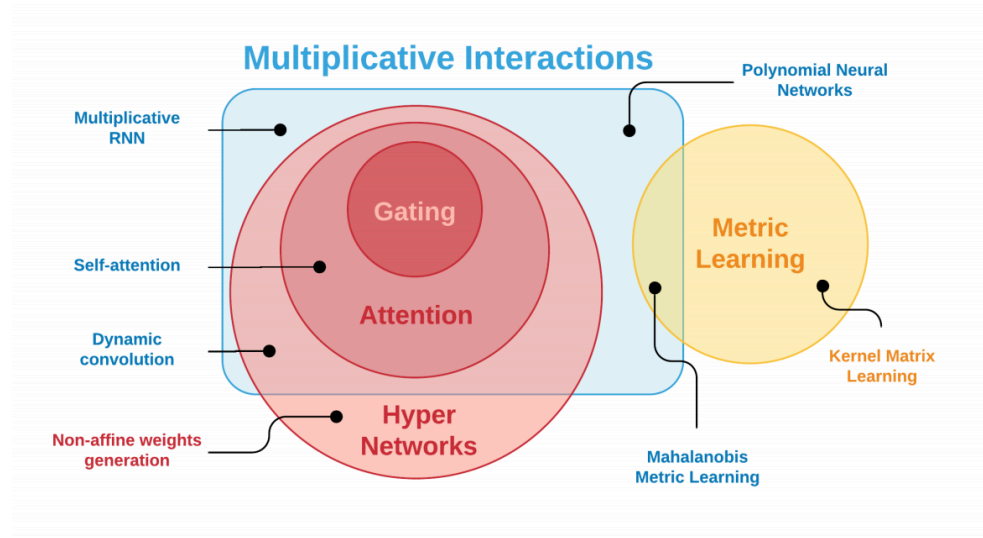 Multiplicative Interactions
Polynomial Neural
Networks
Multiplicative
RNN
Gating
Metric
Learning
Self-attention
Attention
Dynamic
convolution
Kernel Matrix
Learning
Hyper
Networks
Non-affine weights
generation
Mahalanobis
Metric Learning